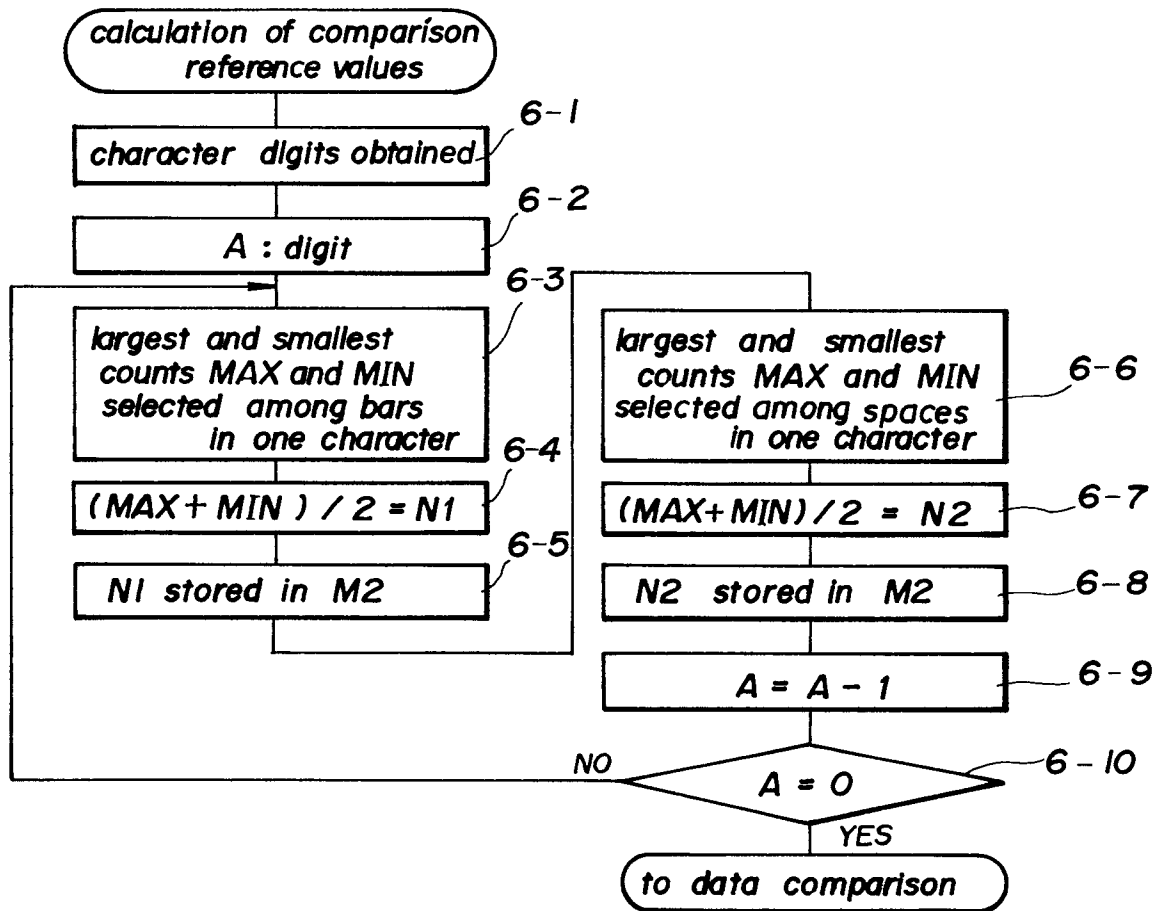 calculation of comparison
reference values
6-1
character digits obtained
6-2
A : digit
6-3
largest and smallest
counts MAX and MIN
selected among bars
in one character
6-4
(MAX+ MIN ) / 2 = N1
6-5
N1 stored in M2
largest and smallest
counts MAX and MIN
selected among spaces
in one character
6-6
(MAX+MIN)/2 = N2
6-7
N2 stored in M2
6-8
A = A - 1
6-9
A = 0
6-10
NO
YES
to data comparison